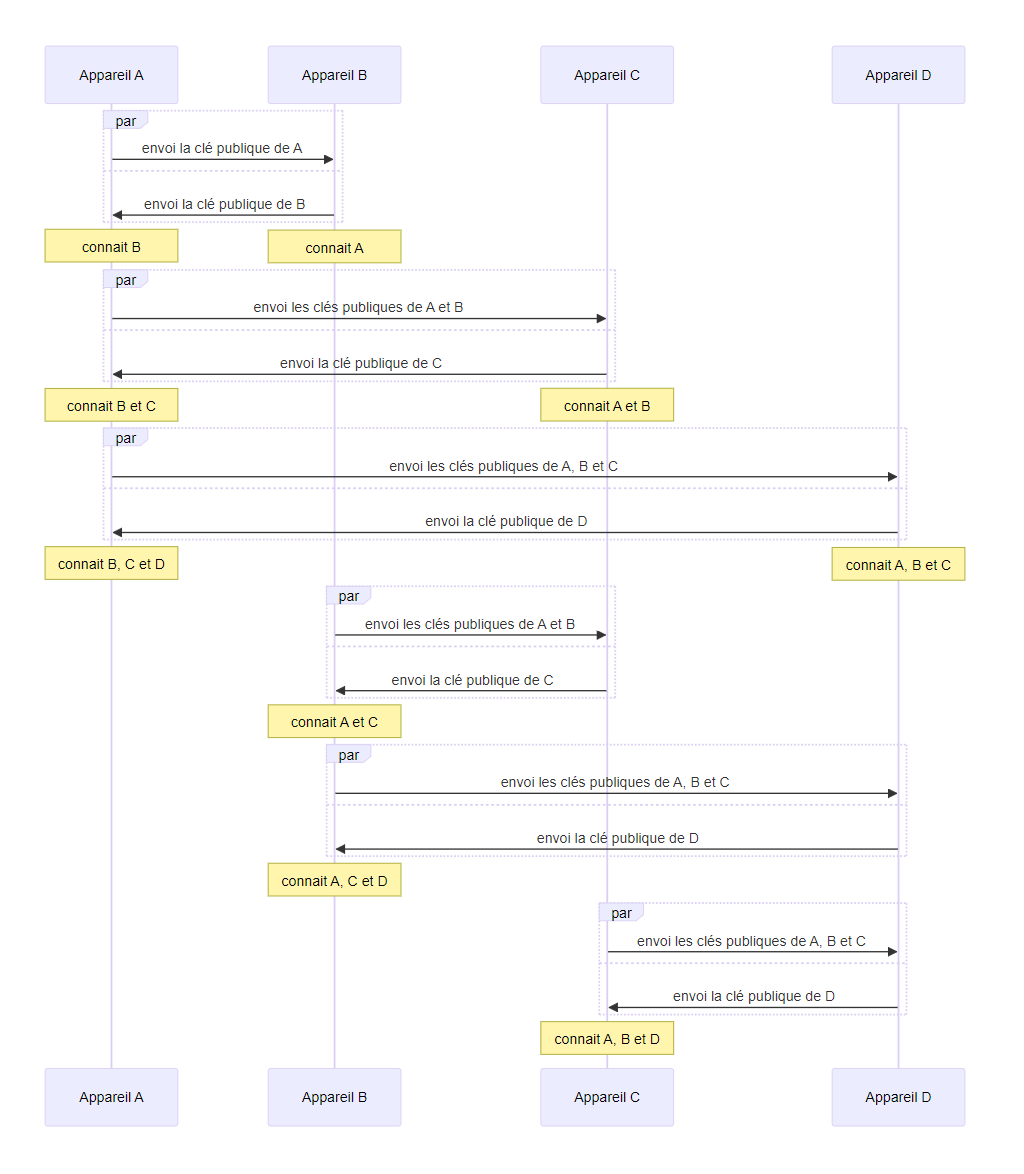 Appareil A
Appareil B
Appareil C
Appareil D
par
envoi la clé publique de A
envoi la clé publique de B
connait B
connait A
par
envoi les clés publiques de A et B
envoi la clé publique de C
connait B et C
connait A et B
par
envoi les clés publiques de A, B et C
envoi la clé publique de D
connait B, C et D
connait A, B et C
par
envoi les clés publiques de A et B
envoi la clé publique de C
connait A et C
par
envoi les clés publiques de A, B et C
envoi la clé publique de D
connait A, C et D
par
envoi les clés publiques de A, B et C
envoi la clé publique de D
connait A, B et D
Appareil A
Appareil B
Appareil C
Appareil D